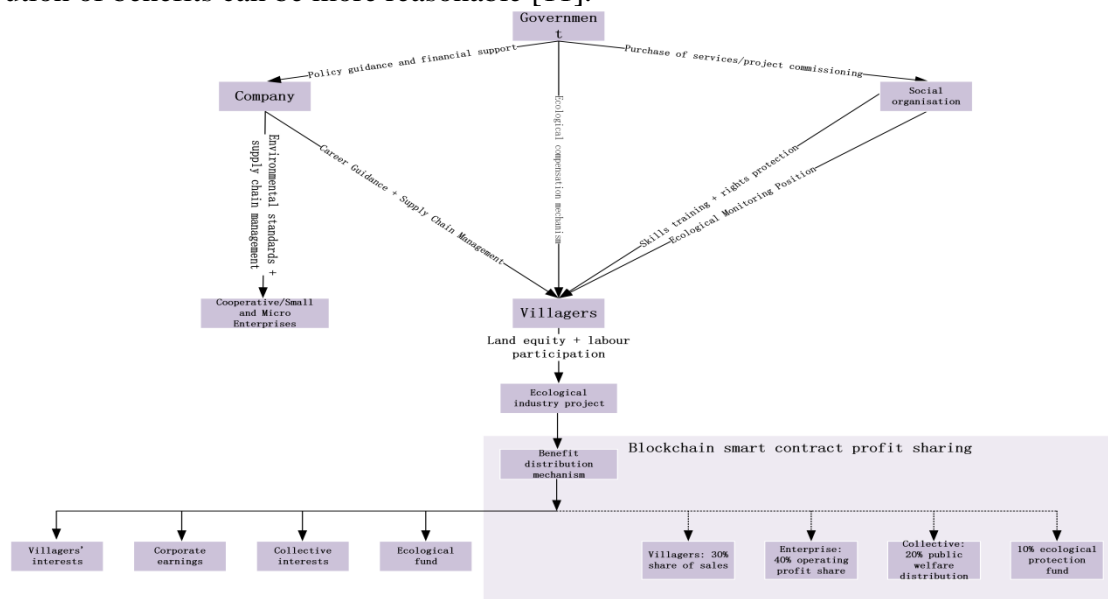 ution of benefits can be more reasonable [11].
Governmen
t
Policy guidance and financial support
Purchase of services/project commissioning
Company
Social
organisation
Environmental standards +
supply chain management
Career Guidance + Supply Chain Management
Ecological compensation mechanism
Skills training + rights protection
Ecological Monitoring Position
Cooperative/Small
and Micro
Enterprises
Villagers
Land equity + labour
participation
Ecological
industry project
Blockchain smart contract profit sharing
Benefit
distribution
mechanism
Villagers'
interests
Corporate
earnings
Collective
interests
Ecological
fund
Villagers: 30%
share of sales
Enterprise:
40% operating
profit share
Collective:
20% public
welfare
distribution
10% ecological
protection
fund